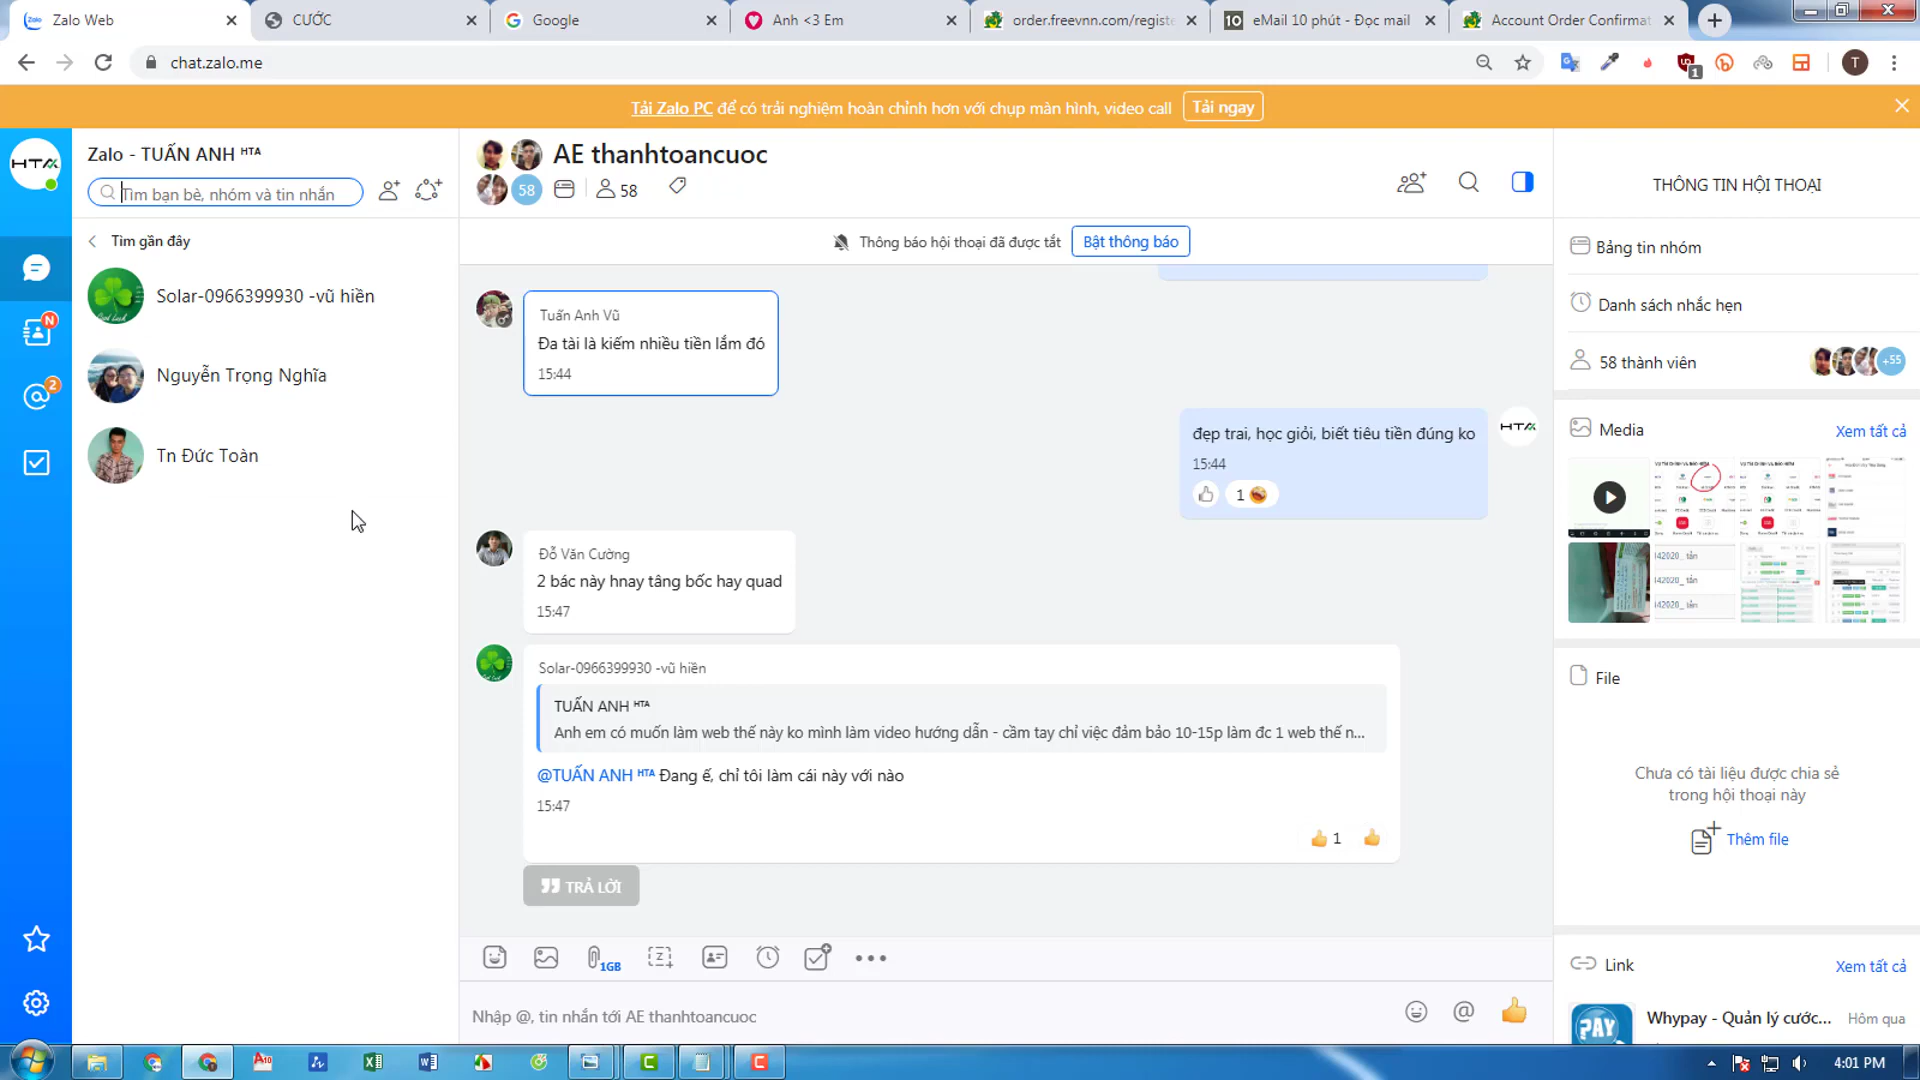 Zalo Web
CƯỚC
Google
Anh <3 Em
order.freevnn.com/registe
eMail 10 phút - Đọc mail
Account Order Confirmat
chat.zalo.me
T
1
Tải Zalo PC để có trải nghiệm hoàn chỉnh hơn với chụp màn hình, video call
Tải ngay
HTA
Zalo - TUẤN ANH ᴴᵀᴬ
Tìm bạn bè, nhóm và tin nhắn
Tìm gần đây
Solar-0966399930 -vũ hiền
Nguyễn Trọng Nghĩa
Tn Đức Toàn
N
2
AE thanhtoancuoc
58
58
Thông báo hội thoại đã được tắt
Bật thông báo
Tuấn Anh Vũ
Đa tài là kiếm nhiều tiền lắm đó
15:44
đẹp trai, học giỏi, biết tiêu tiền đúng ko
15:44
1
HTA
Đỗ Văn Cường
2 bác này hnay tâng bốc hay quad
15:47
Solar-0966399930 -vũ hiền
TUẤN ANH ᴴᵀᴬ
Anh em có muốn làm web thế này ko mình làm video hướng dẫn - cầm tay chỉ việc đảm bảo 10-15p làm đc 1 web thế n...
@TUẤN ANH ᴴᵀᴬ Đang ế, chỉ tôi làm cái này với nào
15:47
1
TRẢ LỜI
1GB
Nhập @, tin nhắn tới AE thanhtoancuoc
THÔNG TIN HỘI THOẠI
Bảng tin nhóm
Danh sách nhắc hẹn
58 thành viên
+55
Media
Xem tất cả
File
Chưa có tài liệu được chia sẻ
trong hội thoại này
Thêm file
Link
Xem tất cả
PAY
Whypay - Quản lý cước...
Hôm qua
4:01 PM